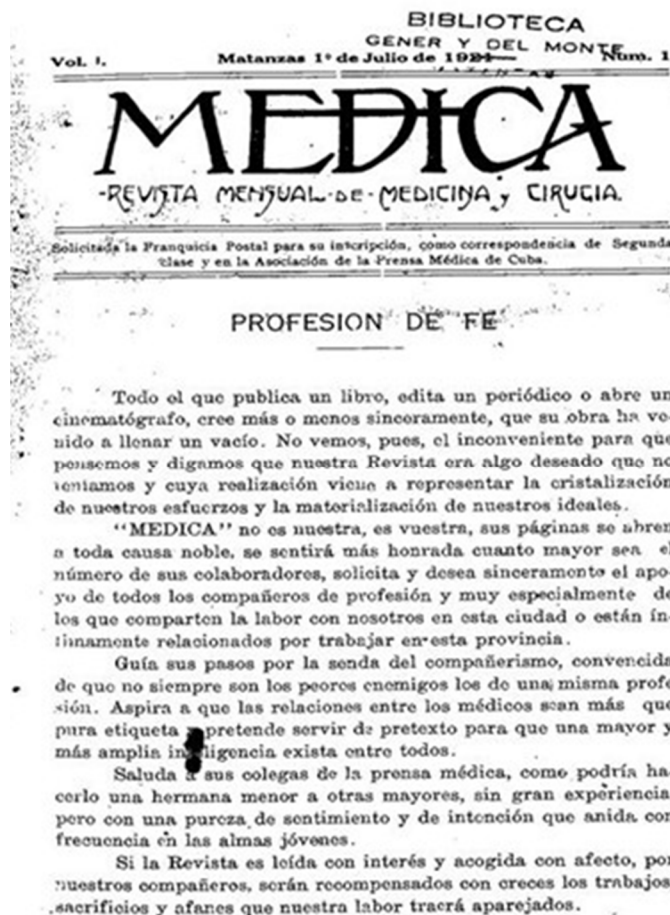 BIBLIOTECA
GENER Y DEL MONTE
Vol. I. Matanzas 1º de Julio de 1921 Núm. 1
MEDICA
-REVISTA MENSUAL-DE-MEDICINA y CIRUGIA.
Solicitada la Franquicia Postal para su inscripción, como correspondencia de Segunda
clase y en la Asociación de la Prensa Médica de Cuba.
PROFESION DE FE
Todo el que publica un libro, edita un periódico o abre un
cinematógrafo, cree más o menos sinceramente, que su obra ha ve
nido a llenar un vacío. No vemos, pues, el inconveniente para que
pensemos y digamos que nuestra Revista era algo deseado que no
teníamos y cuya realización viene a representar la cristalización
de nuestros esfuerzos y la materialización de nuestros ideales.
"MEDICA" no es nuestra, es vuestra, sus páginas se abren
a toda causa noble, se sentirá más honrada cuanto mayor sea el
número de sus colaboradores, solicita y desea sinceramente el apo-
yo de todos los compañeros de profesión y muy especialmente de
los que comparten la labor con nosotros en esta ciudad o están ín-
timamente relacionados por trabajar en esta provincia.
Guía sus pasos por la senda del compañerismo, convencida
de que no siempre son los peores enemigos los de una misma profe
sión. Aspira a que las relaciones entre los médicos sean más que
pura etiqueta y pretende servir de pretexto para que una mayor y
más amplia inteligencia exista entre todos.
Saluda a sus colegas de la prensa médica, como podría ha-
cerlo una hermana menor a otras mayores, sin gran experiencia
pero con una pureza de sentimiento y de intención que anida con
frecuencia en las almas jóvenes.
Si la Revista es leída con interés y acogida con afecto, por
nuestros compañeros, serán recompensados con creces los trabajos
sacrificios y afanes que nuestra labor traerá aparejados.